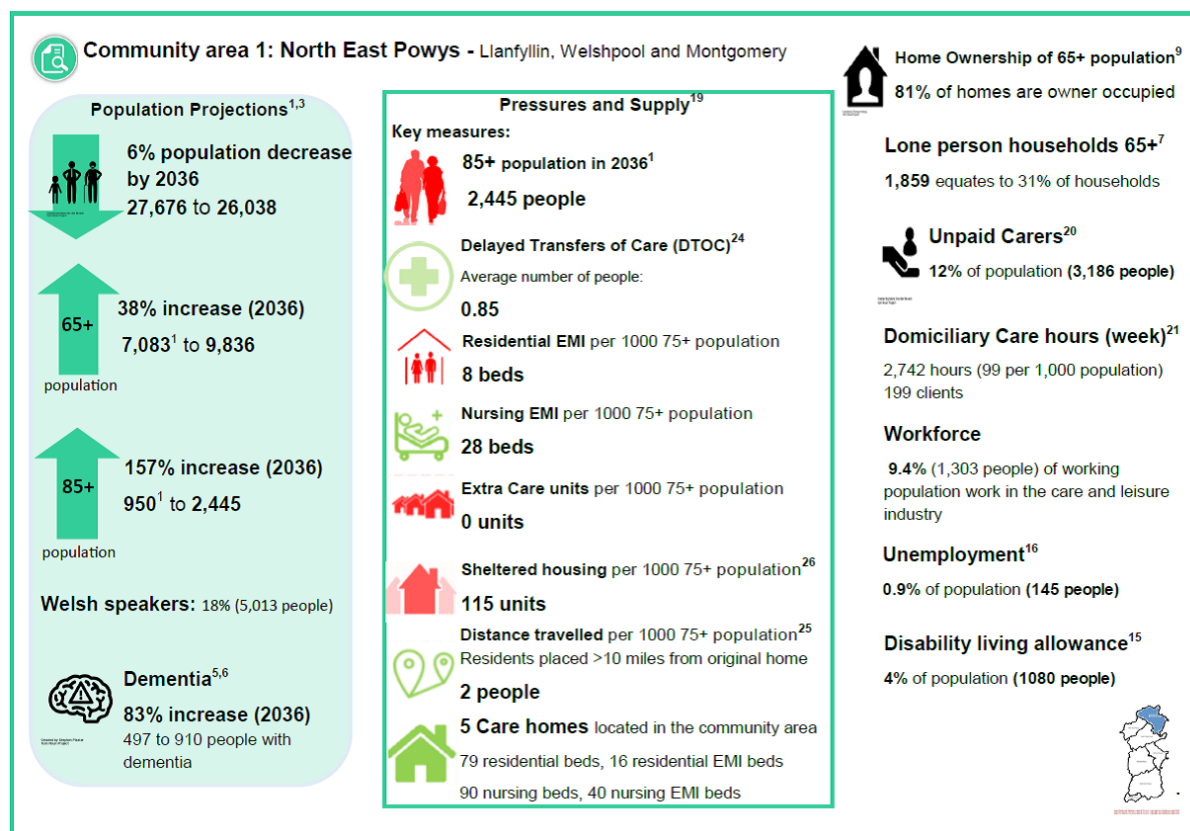 Community area 1: North East Powys - Llanfyllin, Welshpool and Montgomery
Population Projections1,3
6% population decrease
by 2036
27,676 to 26,038
65+
population
38% increase (2036)
7,0831 to 9,836
85+
population
157% increase (2036)
9501 to 2,445
Welsh speakers: 18% (5,013 people)
Dementia5,6
83% increase (2036)
497 to 910 people with
dementia
Pressures and Supply19
Key measures:
85+ population in 20361
2,445 people
Delayed Transfers of Care (DTOC)24
Average number of people:
0.85
Residential EMI per 1000 75+ population
8 beds
Nursing EMI per 1000 75+ population
28 beds
Extra Care units per 1000 75+ population
0 units
Sheltered housing per 1000 75+ population26
115 units
Distance travelled per 1000 75+ population25
Residents placed >10 miles from original home
2 people
5 Care homes located in the community area
79 residential beds, 16 residential EMI beds
90 nursing beds, 40 nursing EMI beds
Home Ownership of 65+ population9
81% of homes are owner occupied
Lone person households 65+7
1,859 equates to 31% of households
Unpaid Carers20
12% of population (3,186 people)
Domiciliary Care hours (week)21
2,742 hours (99 per 1,000 population)
199 clients
Workforce
9.4% (1,303 people) of working
population work in the care and leisure
industry
Unemployment16
0.9% of population (145 people)
Disability living allowance15
4% of population (1080 people)